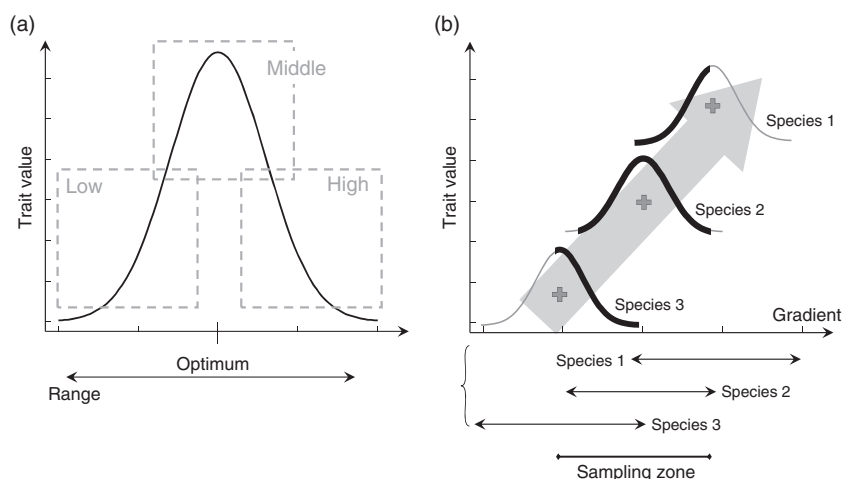 (a)
Trait value
Low
Middle
High
Optimum
Range
(b)
Trait value
Species 1
Species 2
Species 3
Gradient
Species 1
Species 2
Species 3
Sampling zone